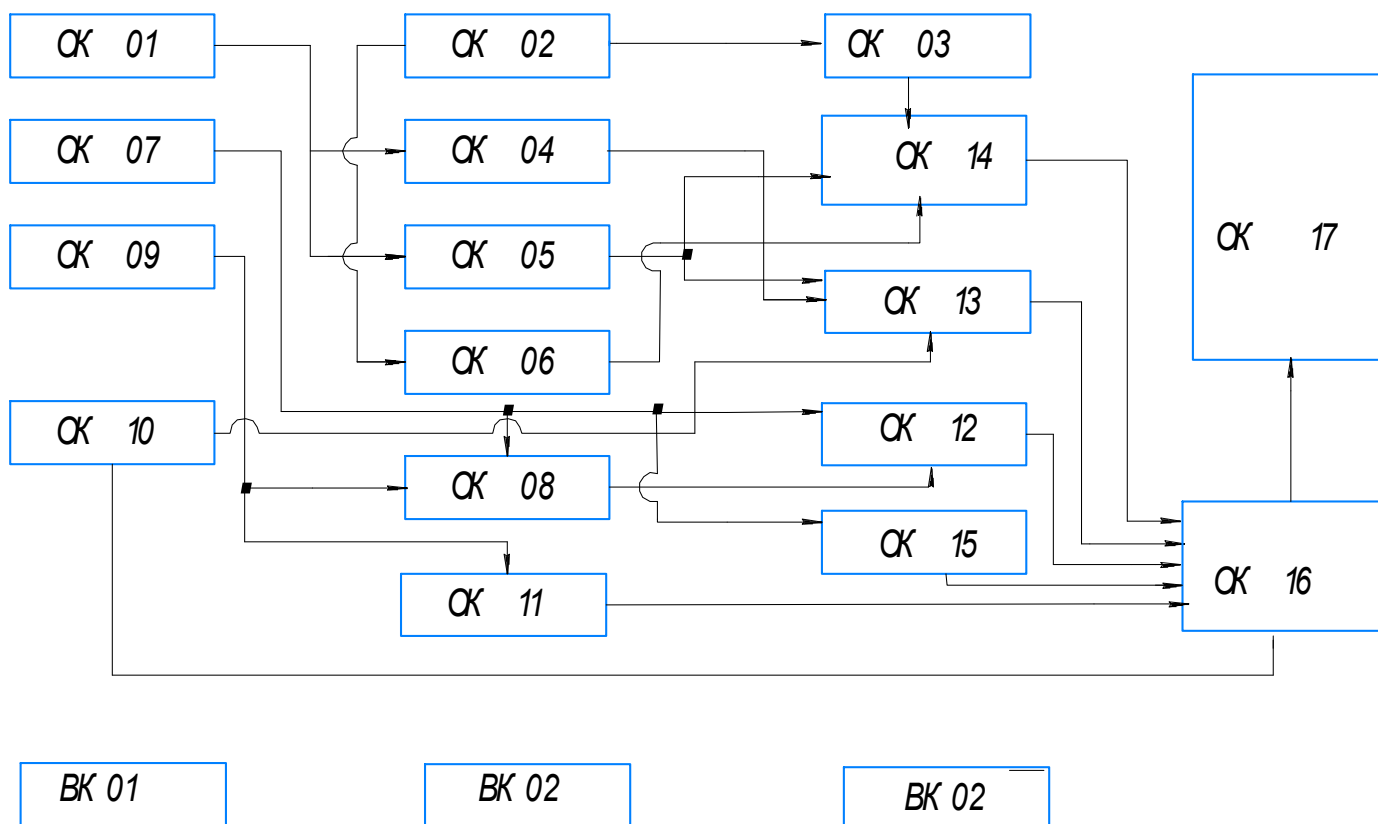 ОК 01
ОК 02
ОК 03
ОК 07
ОК 04
ОК 14
ОК 09
ОК 05
ОК 17
ОК 13
ОК 06
ОК 10
ОК 12
ОК 08
ОК 15
ОК 16
ОК 11
ВК 01
ВК 02
ВК 02